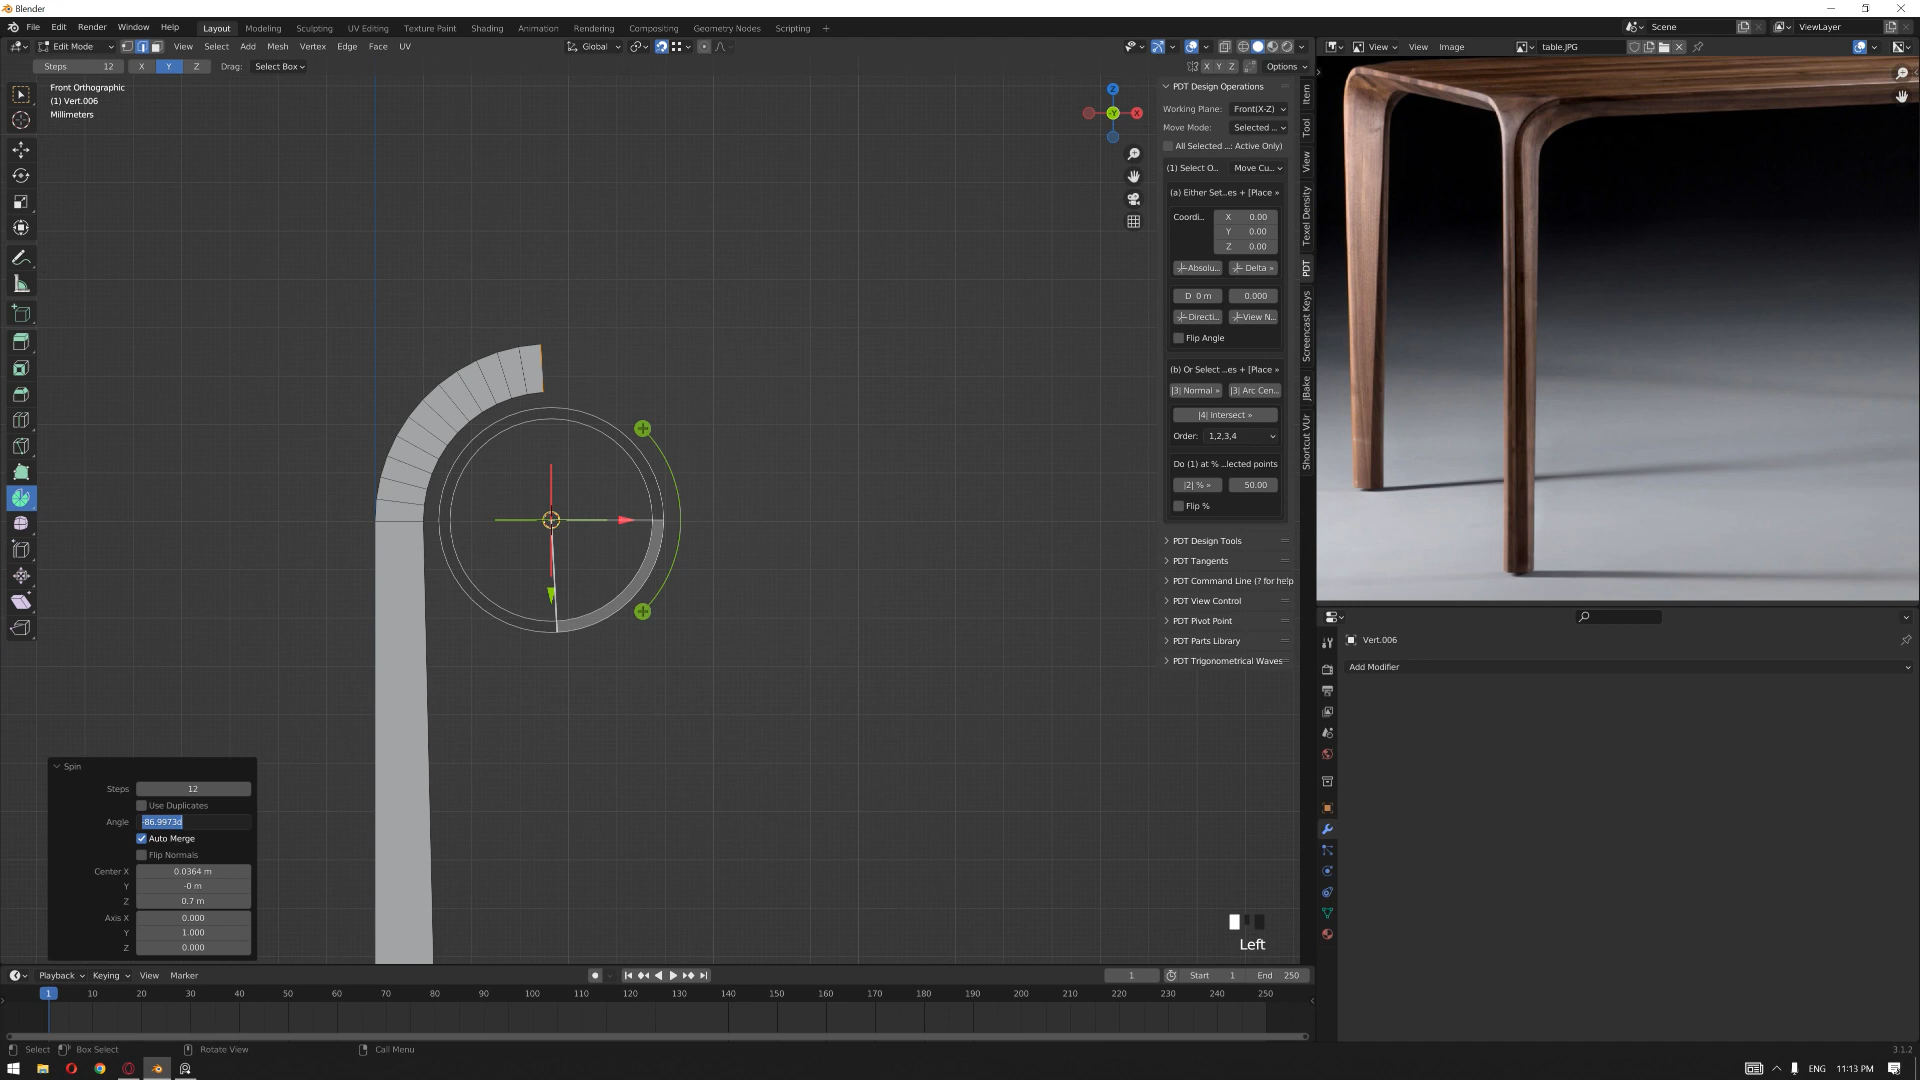 Blender
File Edit Render Window Help Layout Modeling Sculpting UV Editing Texture Paint Shading Animation Rendering Compositing Geometry Nodes Scripting + Scene ViewLayer
Edit Mode View Select Add Mesh Vertex Edge Face UV Global View View Image table.JPG
Steps 12 X Y Z Drag: Select Box X Y Z Options
Front Orthographic
(1) Vert.006
Millimeters
Z
Y
X
PDT Design Operations
Working Plane: Front(X-Z)
Move Mode: Selected ...
All Selected ...: Active Only)
(1) Select O... Move Cu...
(a) Either Set...es + [Place »
Coordi... X 0.00
Y 0.00
Z 0.00
Absolu... Delta »
D 0 m 0.000
Directi... View N...
Flip Angle
(b) Or Select ...es + [Place »
|3| Normal » |3| Arc Cen...
|4| Intersect »
Order: 1,2,3,4
Do (1) at % ...lected points
|2| % » 50.00
Flip %
PDT Design Tools
PDT Tangents
PDT Command Line (? for help
PDT View Control
PDT Pivot Point
PDT Parts Library
PDT Trigonometrical Waves
Item
Tool
View
Texel Density
PDT
Screencast Keys
JBake
Shortcut VUr
Vert.006
Add Modifier
Spin
Steps 12
Use Duplicates
Angle -86.9973d
Auto Merge
Flip Normals
Center X 0.0364 m
Y -0 m
Z 0.7 m
Axis X 0.000
Y 1.000
Z 0.000
Left
Playback Keying View Marker 1 Start 1 End 250
1 10 20 30 40 50 60 70 80 90 100 110 120 130 140 150 160 170 180 190 200 210 220 230 240 250
Select Box Select Rotate View Call Menu 3.1.2
ENG 11:13 PM